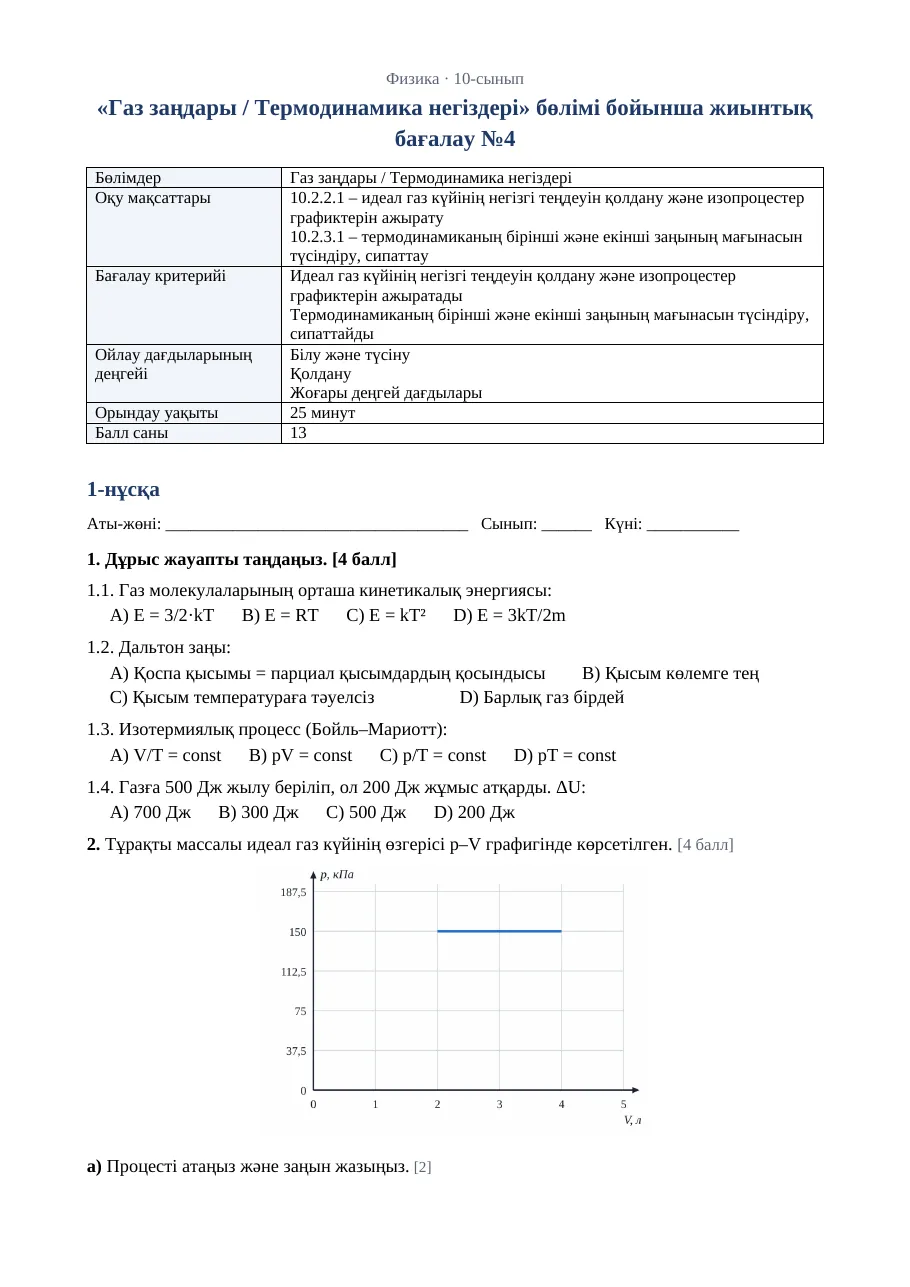 Физика · 10-сынып
«Газ заңдары / Термодинамика негіздері» бөлімі бойынша жиынтық
бағалау №4
Бөлімдер
Газ заңдары / Термодинамика негіздері
Оқу мақсаттары
10.2.2.1 – идеал газ күйінің негізгі теңдеуін қолдану және изопроцестер
графиктерін ажырату
10.2.3.1 – термодинамиканың бірінші және екінші заңының мағынасын
түсіндіру, сипаттау
Бағалау критерийі
Идеал газ күйінің негізгі теңдеуін қолдану және изопроцестер
графиктерін ажыратады
Термодинамиканың бірінші және екінші заңының мағынасын түсіндіру,
сипаттайды
Ойлау дағдыларының
деңгейі
Білу және түсіну
Қолдану
Жоғары деңгей дағдылары
Орындау уақыты
25 минут
Балл саны
13
1-нұсқа
Аты-жөні: ____________________________________ Сынып: ______ Күні: ___________
1. Дұрыс жауапты таңдаңыз. [4 балл]
1.1. Газ молекулаларының орташа кинетикалық энергиясы:
A) E = 3/2·kT B) E = RT C) E = kT² D) E = 3kT/2m
1.2. Дальтон заңы:
A) Қоспа қысымы = парциал қысымдардың қосындысы B) Қысым көлемге тең
C) Қысым температураға тәуелсіз D) Барлық газ бірдей
1.3. Изотермиялық процесс (Бойль–Мариотт):
A) V/T = const B) pV = const C) p/T = const D) pT = const
1.4. Газға 500 Дж жылу беріліп, ол 200 Дж жұмыс атқарды. ΔU:
A) 700 Дж B) 300 Дж C) 500 Дж D) 200 Дж
2. Тұрақты массалы идеал газ күйінің өзгерісі p–V графигінде көрсетілген. [4 балл]
p, кПа
187,5
150
112,5
75
37,5
0
0 1 2 3 4 5
V, л
а) Процесті атаңыз және заңын жазыңыз. [2]